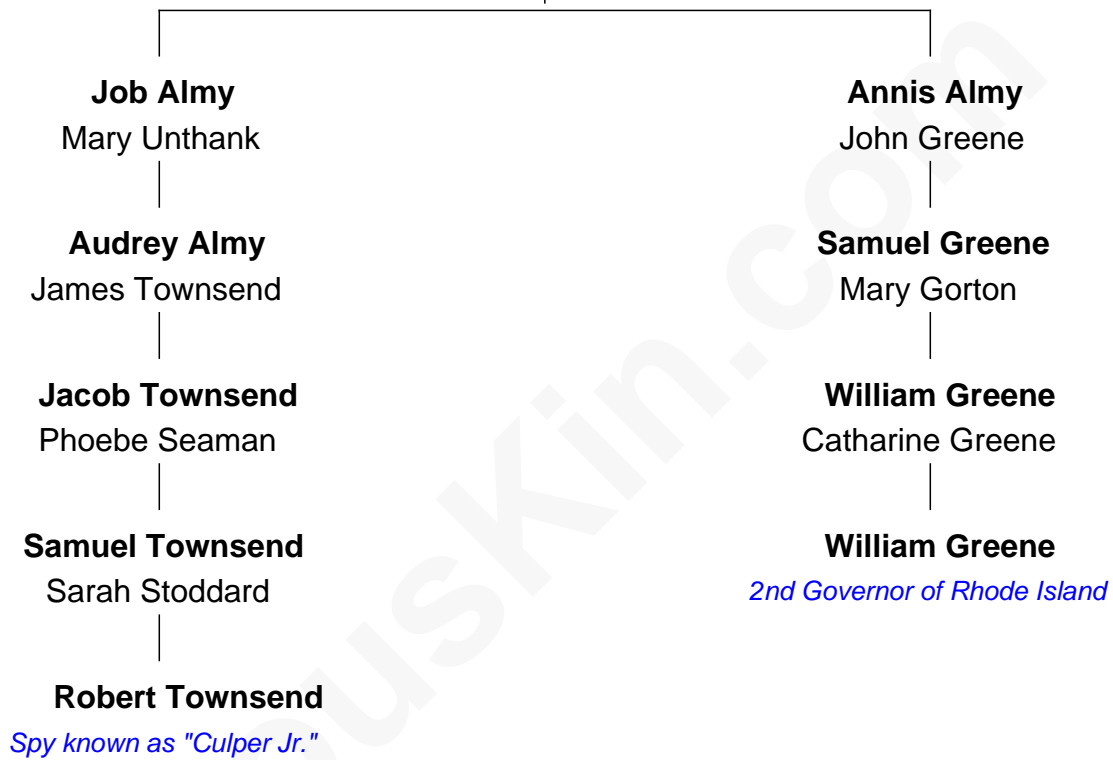 Job Almy
Mary Unthank
Annis Almy
John Greene
Audrey Almy
James Townsend
Samuel Greene
Mary Gorton
Jacob Townsend
Phoebe Seaman
William Greene
Catharine Greene
Samuel Townsend
Sarah Stoddard
William Greene
2nd Governor of Rhode Island
Robert Townsend
Spy known as "Culper Jr."
ousKin.com